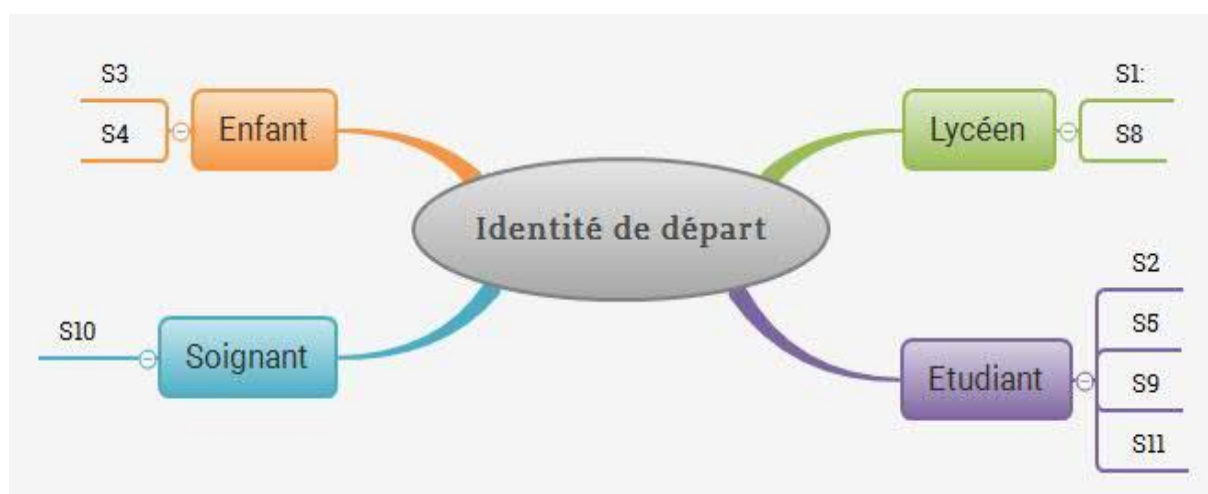 S3
S4
Enfant
S10
Soignant
Identité de départ
Lycéen
S1:
S8
Etudiant
S2
S5
S9
S11